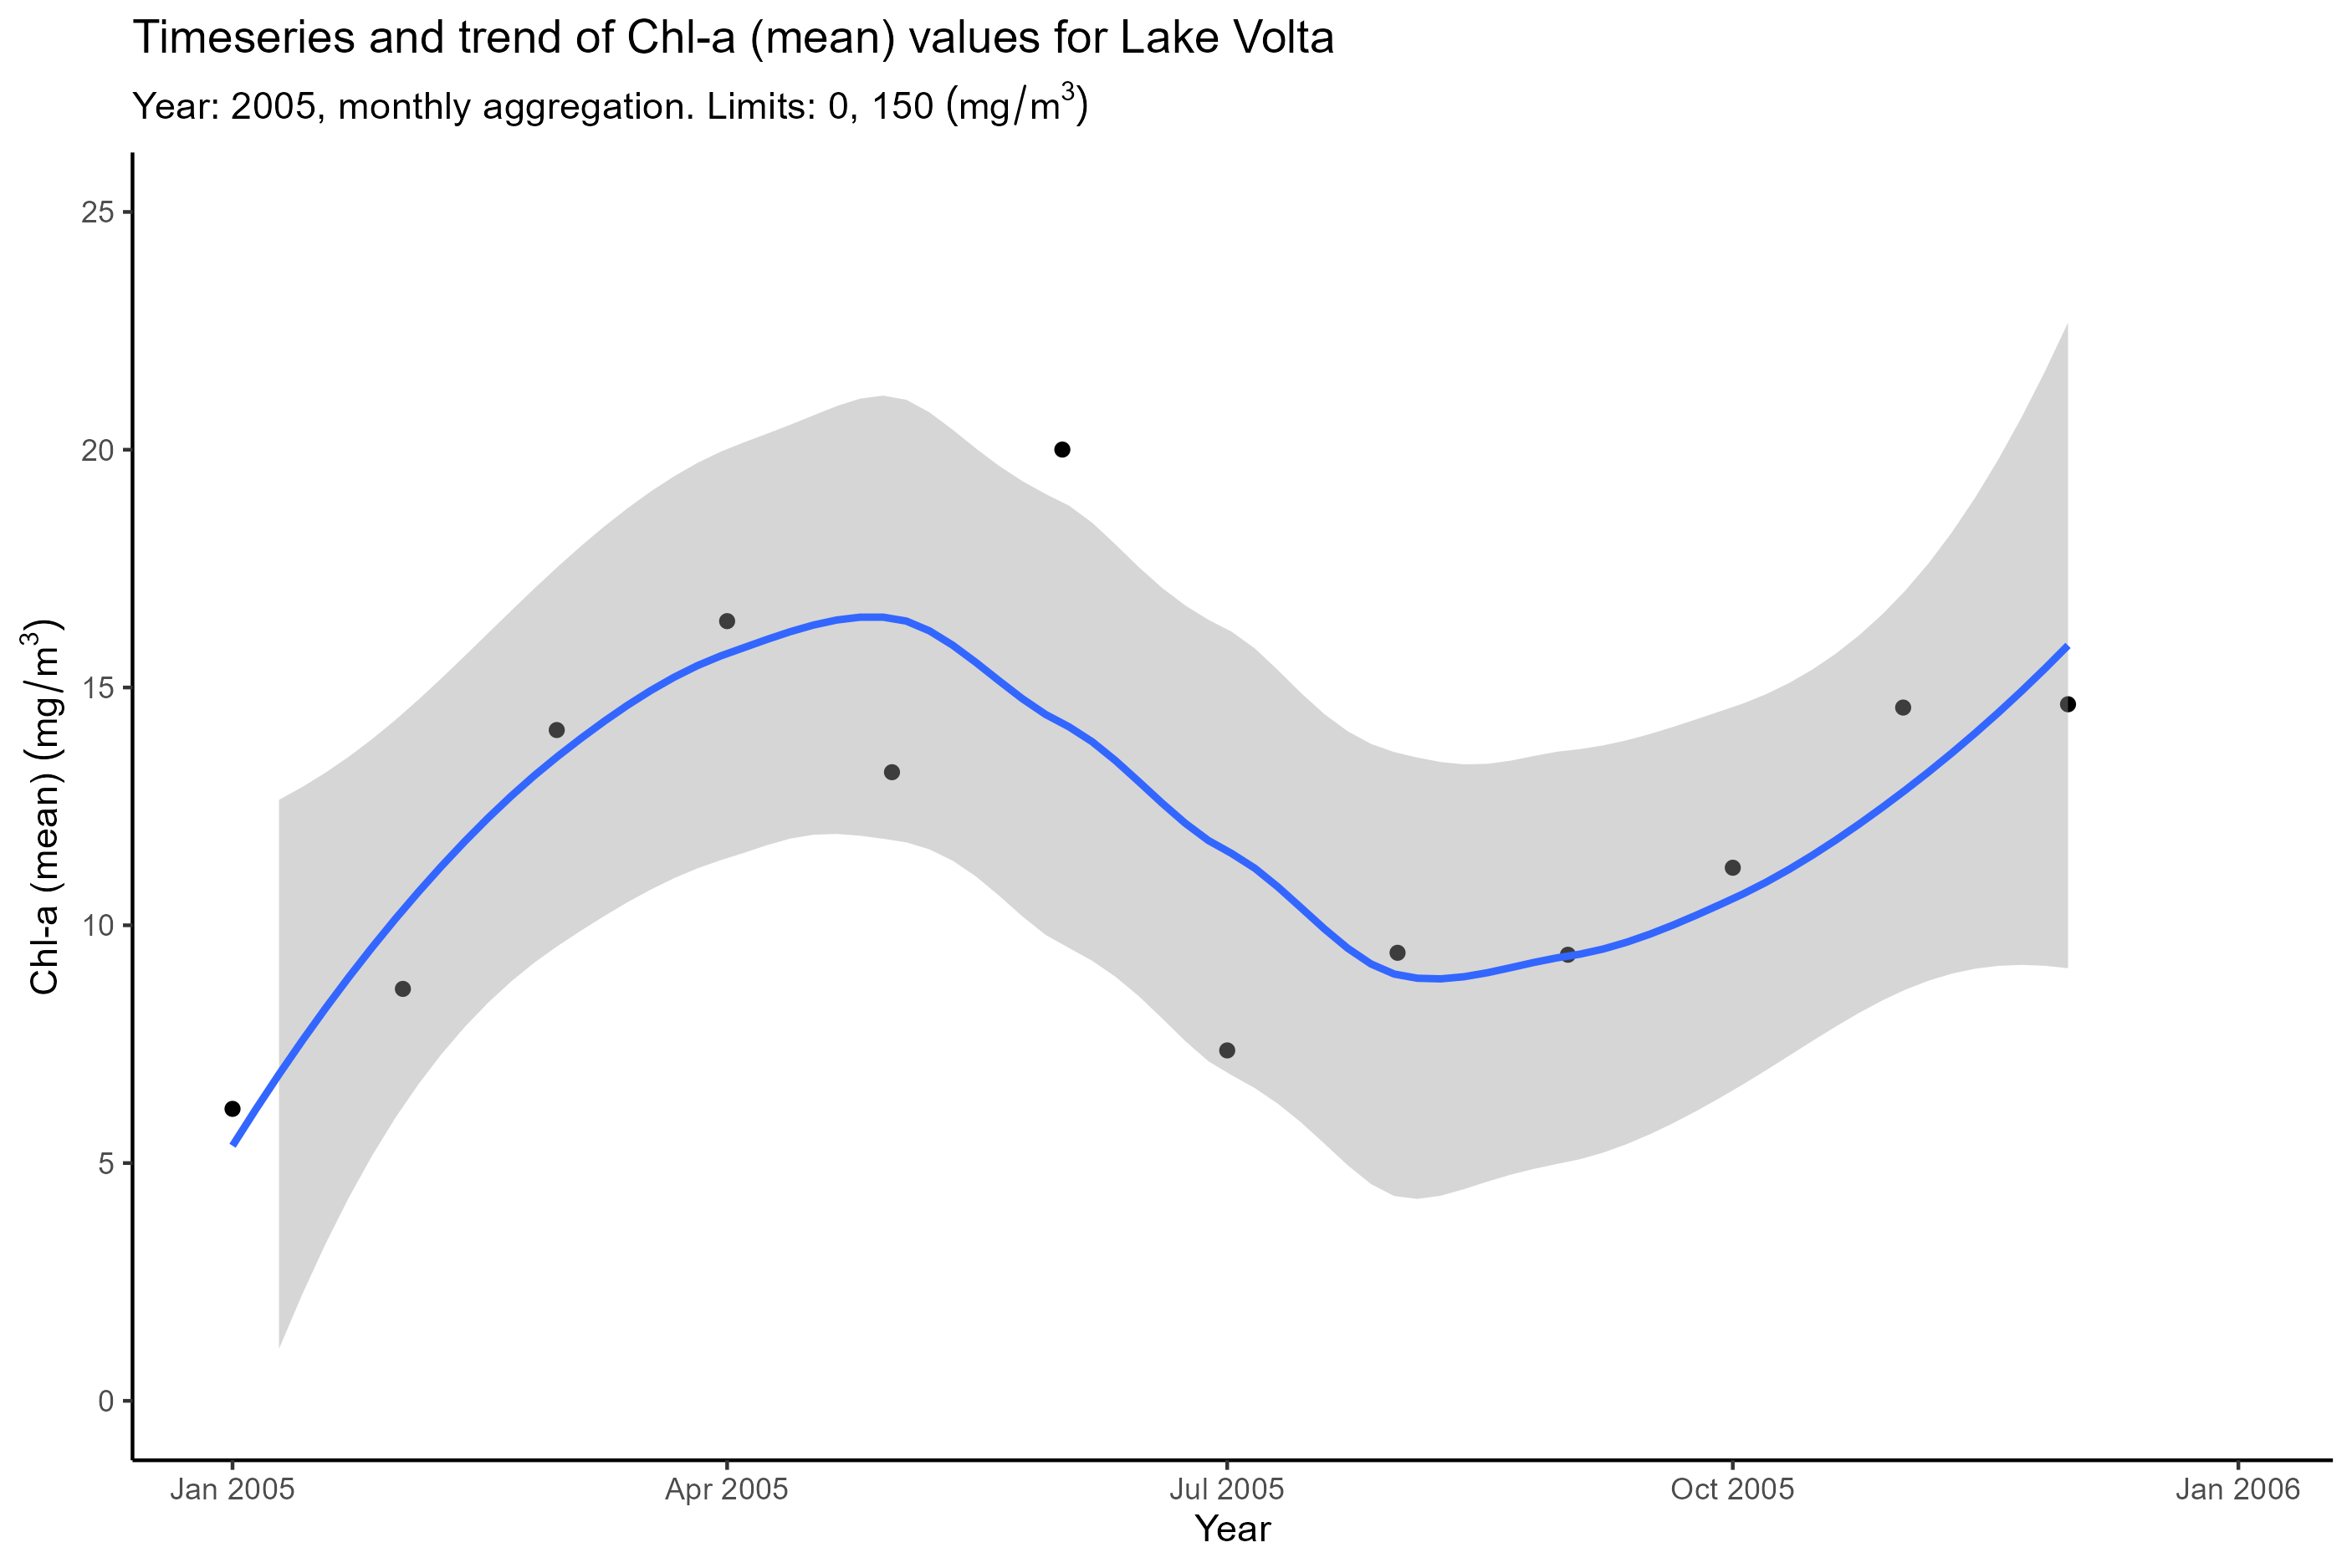 Timeseries and trend of Chl-a (mean) values for Lake Volta
Year: 2005, monthly aggregation. Limits: 0, 150 (mg/m³)
25
20
15
10
5
0
Chl-a (mean) (mg/m³)
Jan 2005 Apr 2005 Jul 2005 Oct 2005 Jan 2006
Year